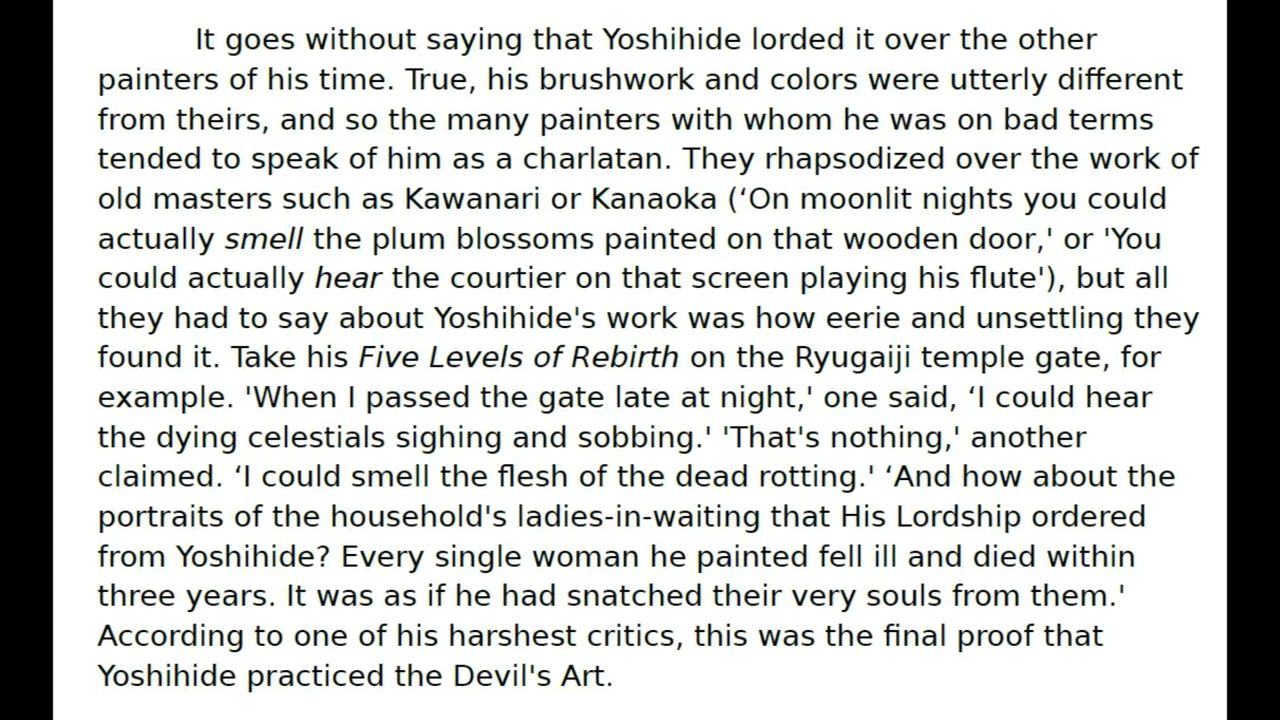 It goes without saying that Yoshihide lorded it over the other
painters of his time. True, his brushwork and colors were utterly different
from theirs, and so the many painters with whom he was on bad terms
tended to speak of him as a charlatan. They rhapsodized over the work of
old masters such as Kawanari or Kanaoka (‘On moonlit nights you could
actually smell the plum blossoms painted on that wooden door,' or 'You
could actually hear the courtier on that screen playing his flute'), but all
they had to say about Yoshihide's work was how eerie and unsettling they
found it. Take his Five Levels of Rebirth on the Ryugaiji temple gate, for
example. 'When I passed the gate late at night,' one said, ‘I could hear
the dying celestials sighing and sobbing.' 'That's nothing,' another
claimed. ‘I could smell the flesh of the dead rotting.' ‘And how about the
portraits of the household's ladies-in-waiting that His Lordship ordered
from Yoshihide? Every single woman he painted fell ill and died within
three years. It was as if he had snatched their very souls from them.'
According to one of his harshest critics, this was the final proof that
Yoshihide practiced the Devil's Art.